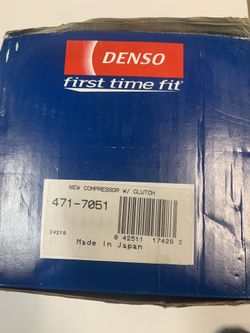 DENSO
first time fit
NEW COMPRESSOR W/ CLUTCH
471-7051
24218
0 42511 17428 3
Made in Japan